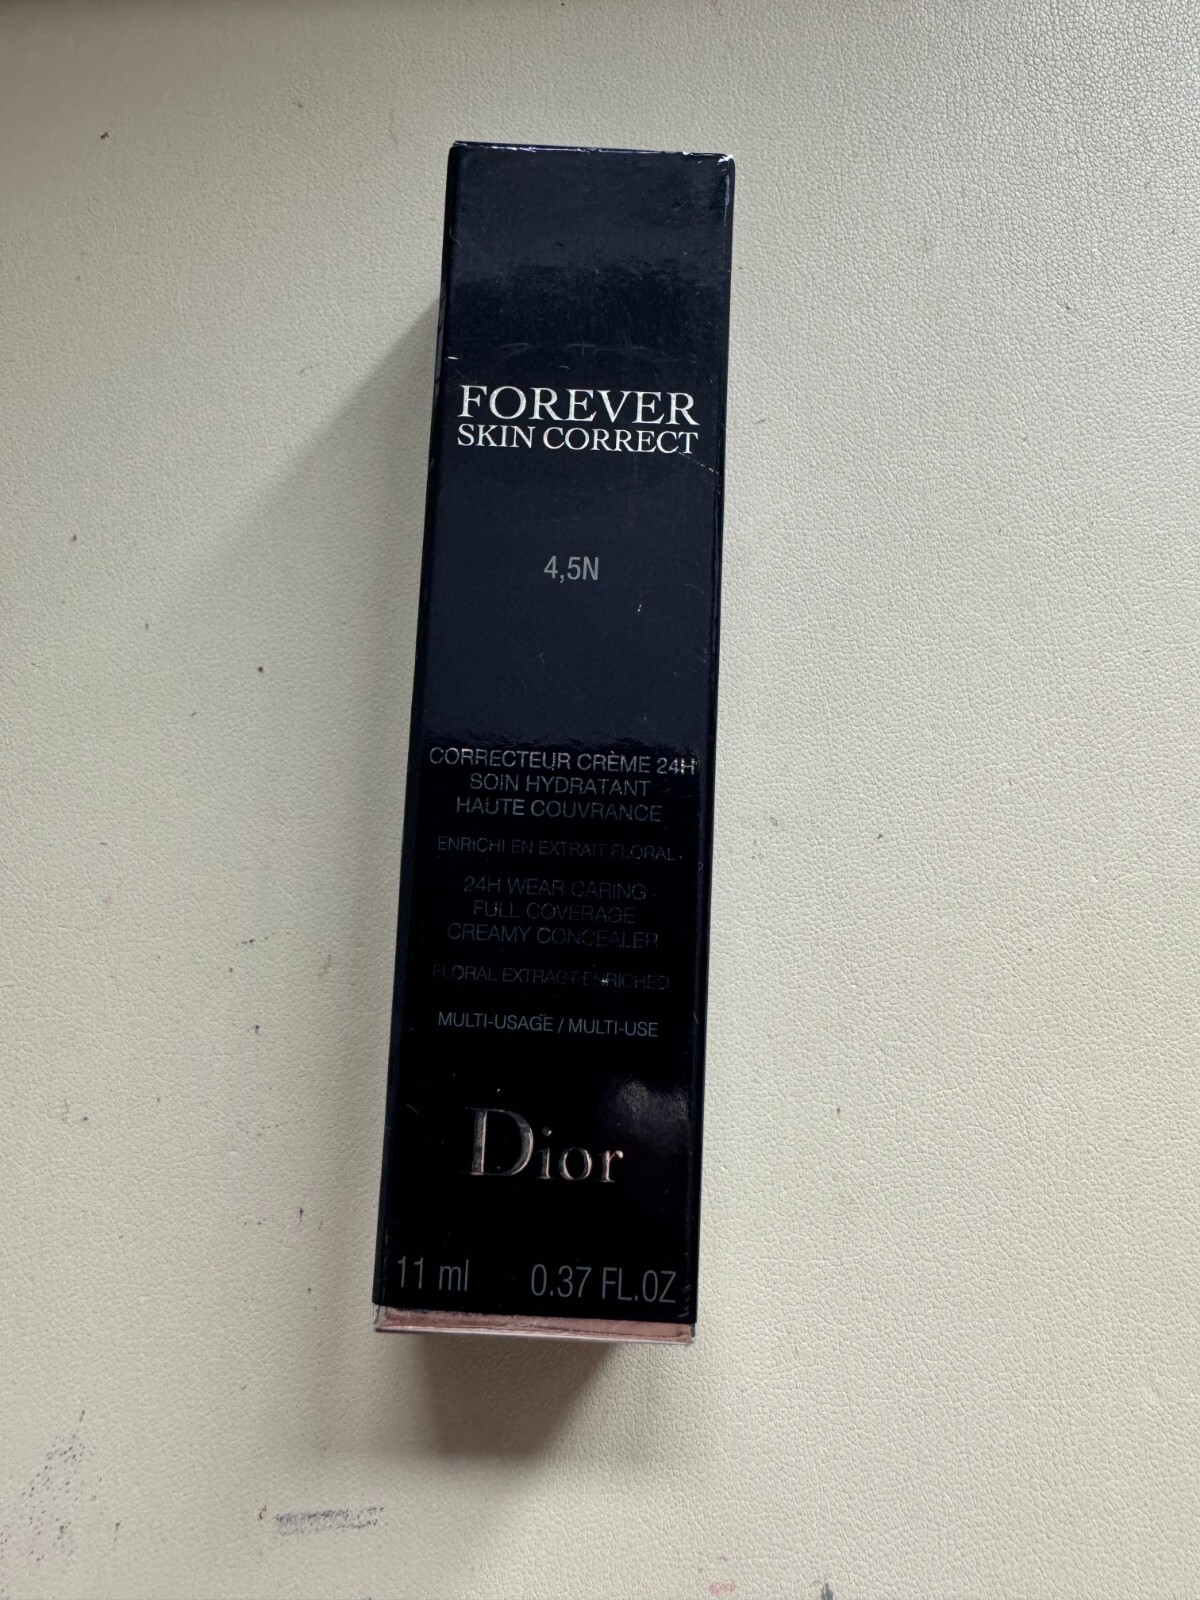 FOREVER
SKIN CORRECT
4,5N
CORRECTEUR CRÈME 24H
SOIN HYDRATANT
HAUTE COUVRANCE
ENRICHI EN EXTRAIT FLORAL
24H WEAR CARING -
FULL COVERAGE
CREAMY CONCEALER
FLORAL EXTRACT ENRICHED
MULTI-USAGE / MULTI-USE
Dior
11 ml 0.37 FL.OZ